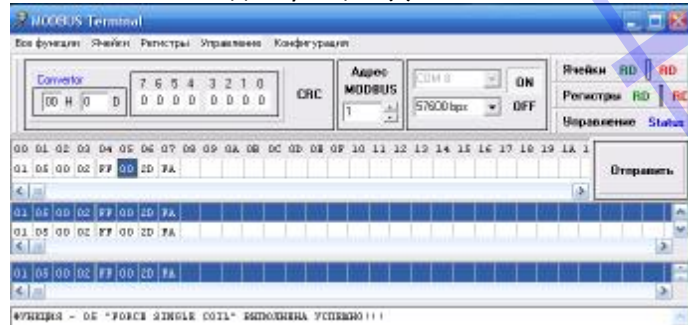 MODBUS Terminal
Все функции Ячейки Регистры Управление Конфигурация
Convertor
00 H 0 D
7 6 5 4 3 2 1 0
0 0 0 0 0 0 0 0
CRC
Адрес
MODBUS
1
COM 8
57600 bps
ON
OFF
Ячейки RD RD
Регистры RD RD
Управление Status
00 01 02 03 04 05 06 07 08 09 0A 0B 0C 0D 0E 0F 10 11 12 13 14 15 16 17 18 19 1A 1
01 05 00 02 FF 00 2D FA
Отправить
01 05 00 02 FF 00 2D FA
01 05 00 02 FF 00 2D FA
01 05 00 02 FF 00 2D FA
ФУНКЦИЯ - 05 "FORCE SINGLE COIL" ВЫПОЛНЕНА УСПЕШНО!!!